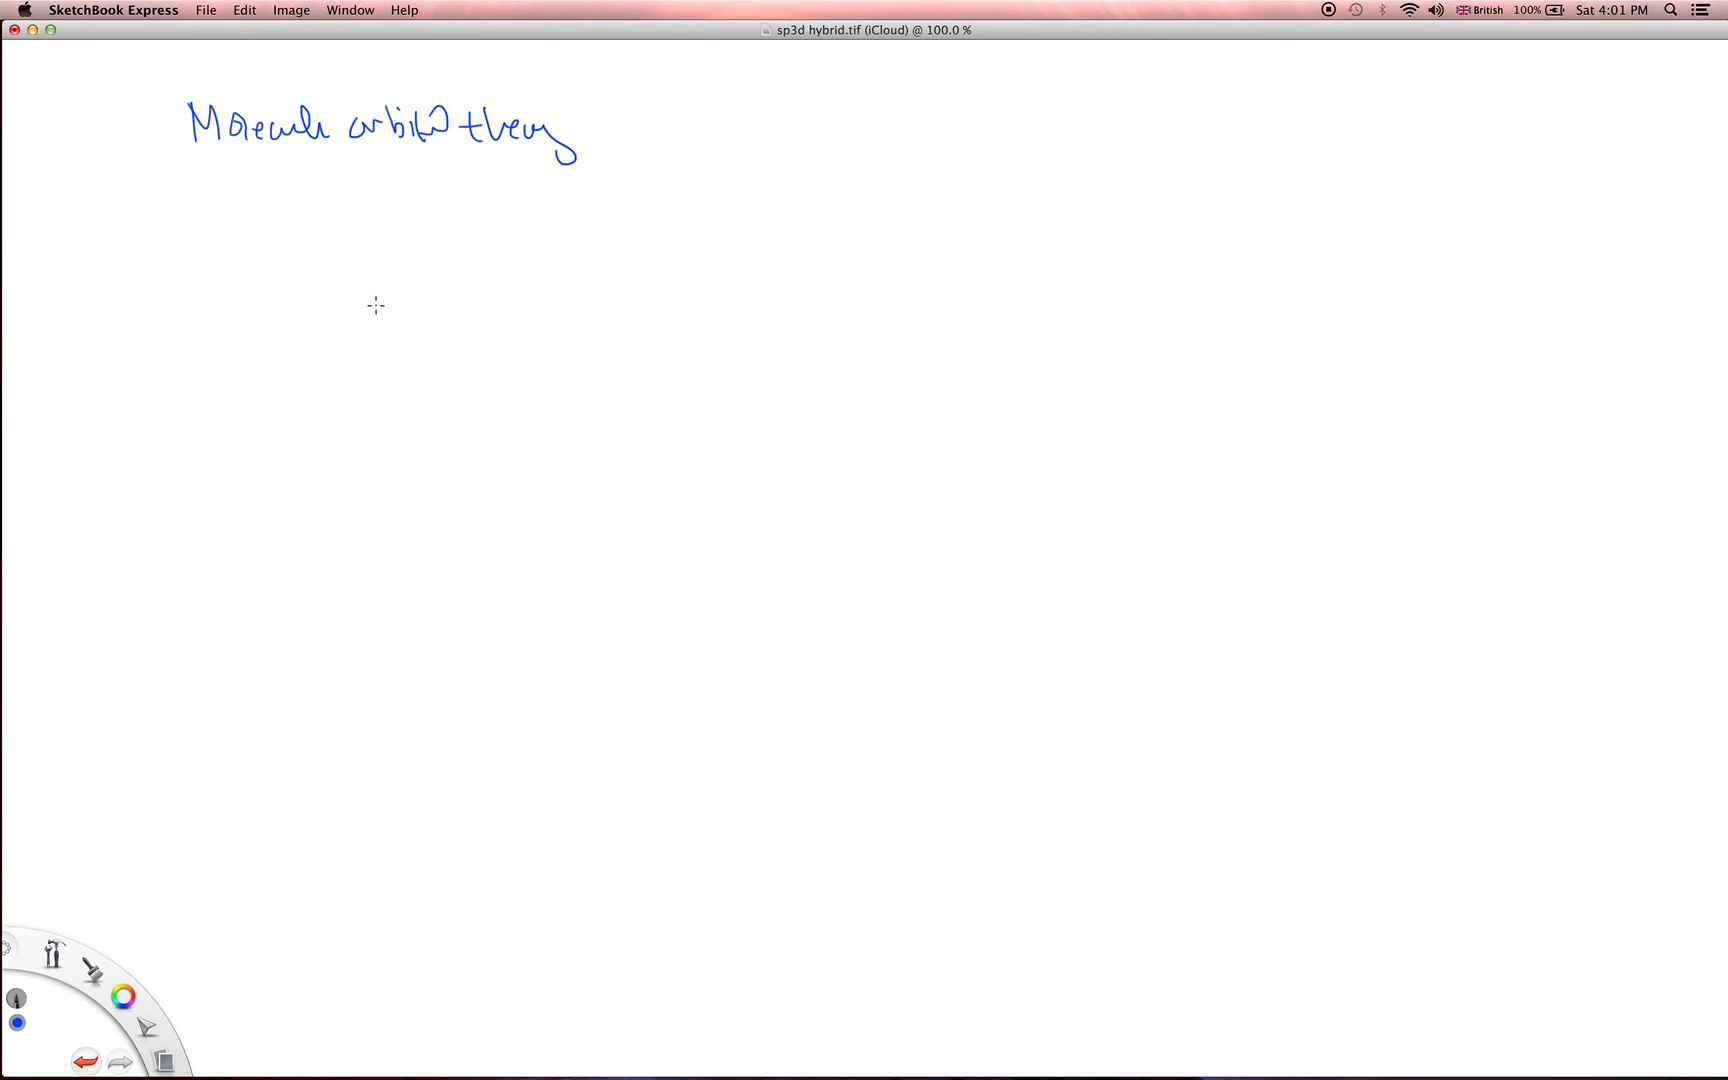 SketchBook Express File Edit Image Window Help British 100% Sat 4:01 PM
sp3d hybrid.tif (iCloud) @ 100.0 %
Molecule orbital theory